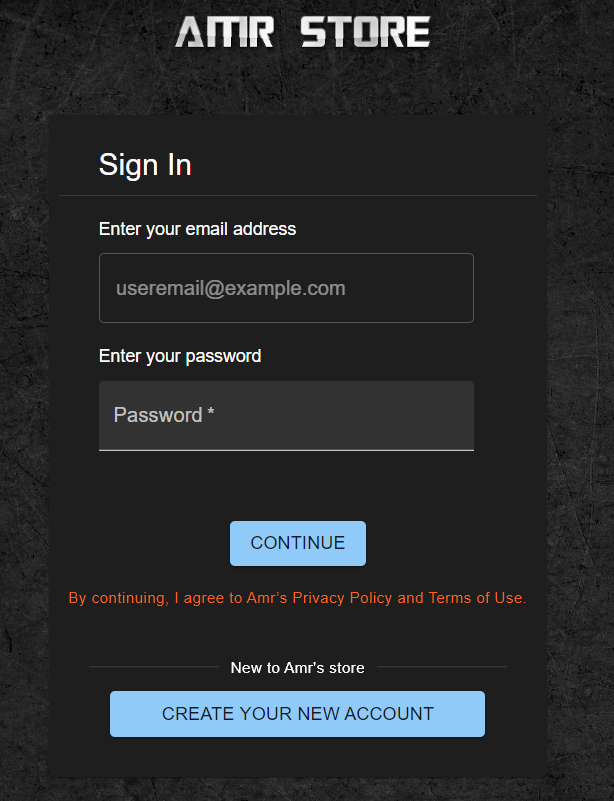 AMR STORE
Sign In
Enter your email address
useremail@example.com
Enter your password
Password *
CONTINUE
By continuing, I agree to Amr's Privacy Policy and Terms of Use.
New to Amr's store
CREATE YOUR NEW ACCOUNT